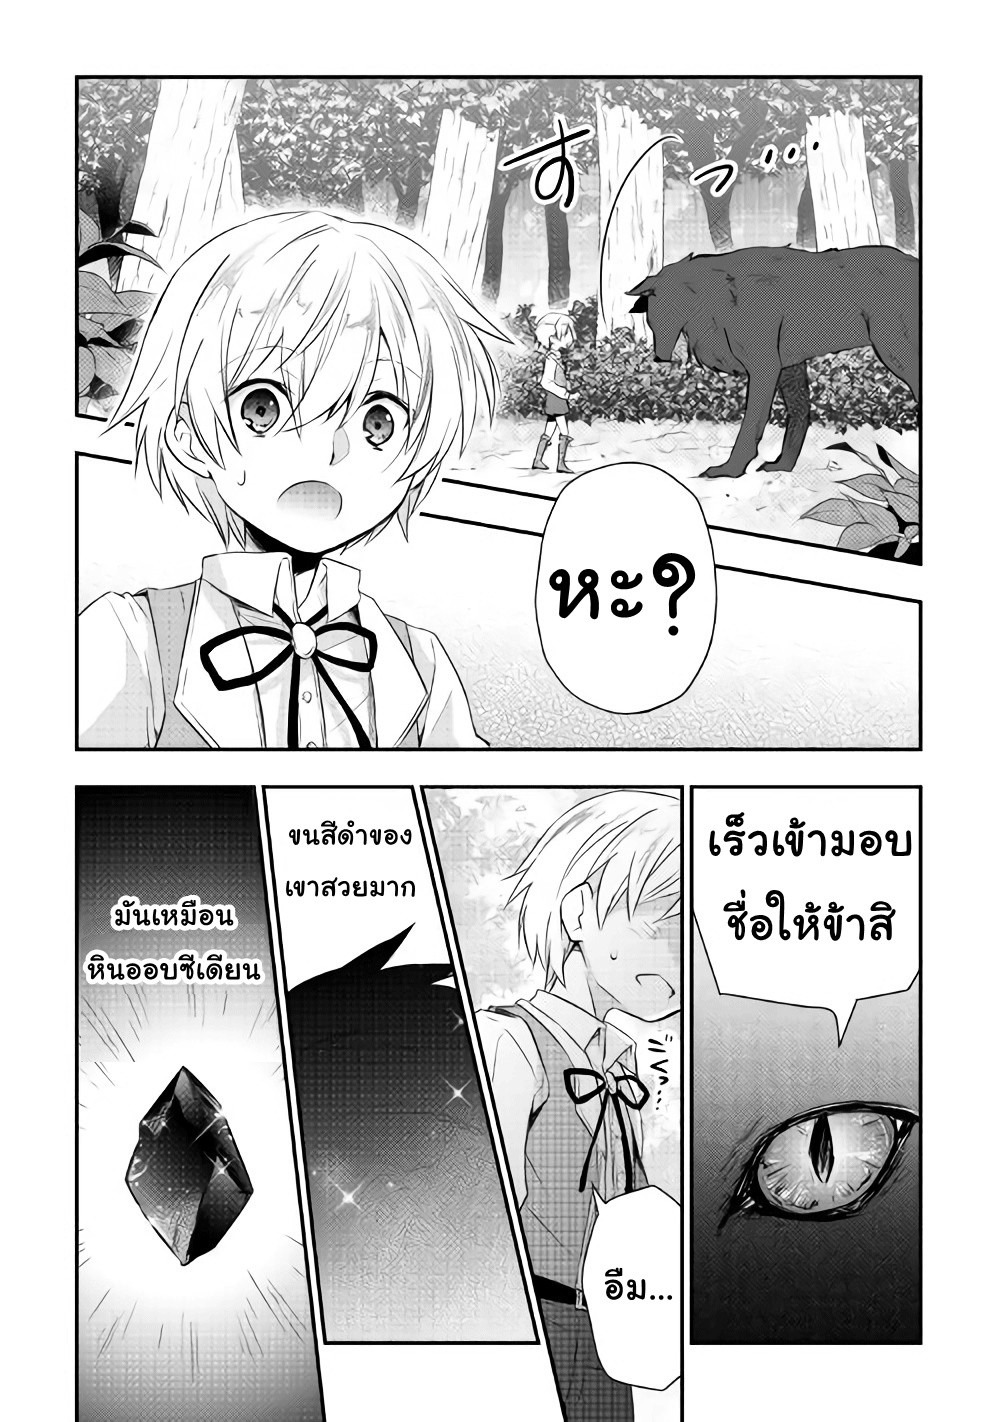 すっ…
หะ?
เร็วเข้ามอบ
ชื่อให้ข้าสิ
อืม...
ขนสีดำของ
เขาสวยมาก
มันเหมือน
หินออบซีเดียน